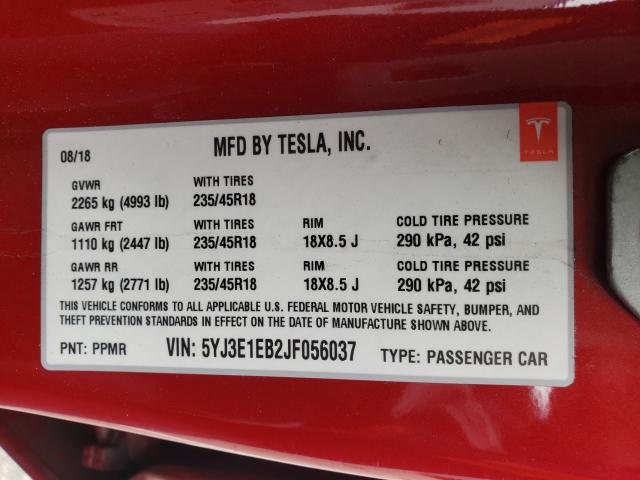 08/18 MFD BY TESLA, INC.
TESLA
GVWR WITH TIRES
2265 kg (4993 lb) 235/45R18
GAWR FRT WITH TIRES RIM COLD TIRE PRESSURE
1110 kg (2447 lb) 235/45R18 18X8.5 J 290 kPa, 42 psi
GAWR RR WITH TIRES RIM COLD TIRE PRESSURE
1257 kg (2771 lb) 235/45R18 18X8.5 J 290 kPa, 42 psi
THIS VEHICLE CONFORMS TO ALL APPLICABLE U.S. FEDERAL MOTOR VEHICLE SAFETY, BUMPER, AND
THEFT PREVENTION STANDARDS IN EFFECT ON THE DATE OF MANUFACTURE SHOWN ABOVE.
PNT: PPMR VIN: 5YJ3E1EB2JF056037 TYPE: PASSENGER CAR